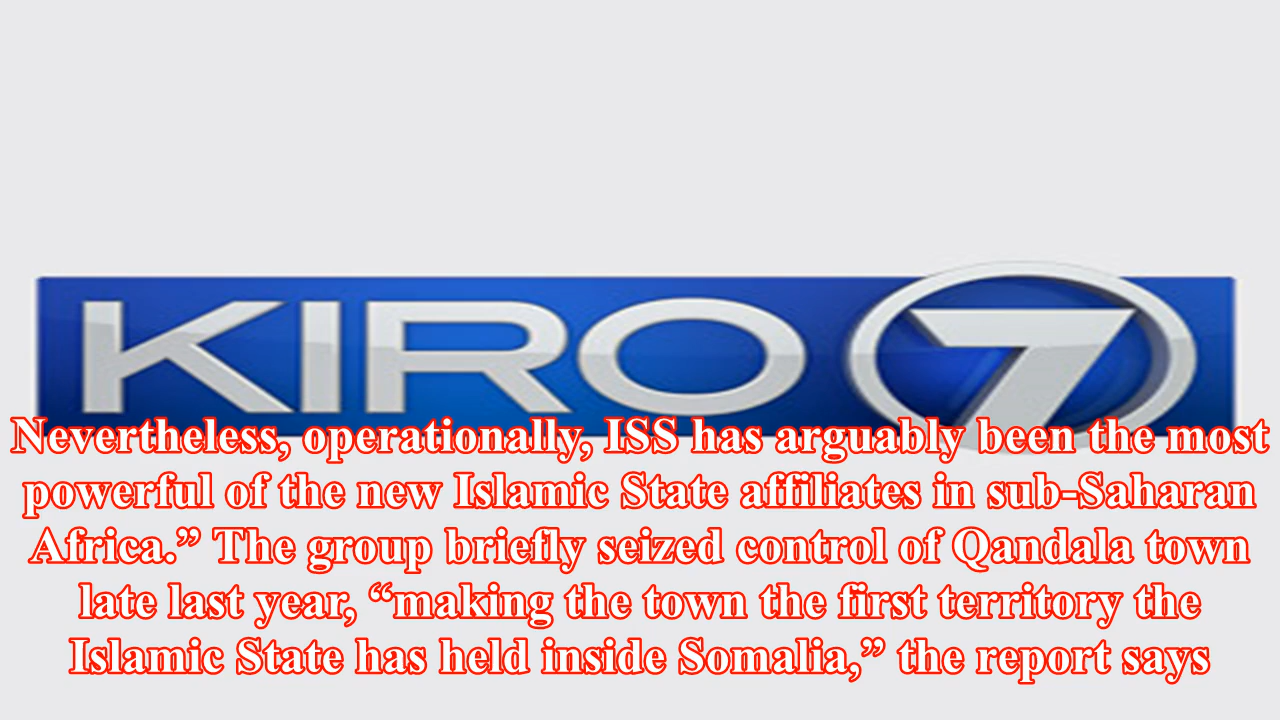 KIRO 7
Nevertheless, operationally, ISS has arguably been the most
powerful of the new Islamic State affiliates in sub-Saharan
Africa.” The group briefly seized control of Qandala town
late last year, “making the town the first territory the
Islamic State has held inside Somalia,” the report says